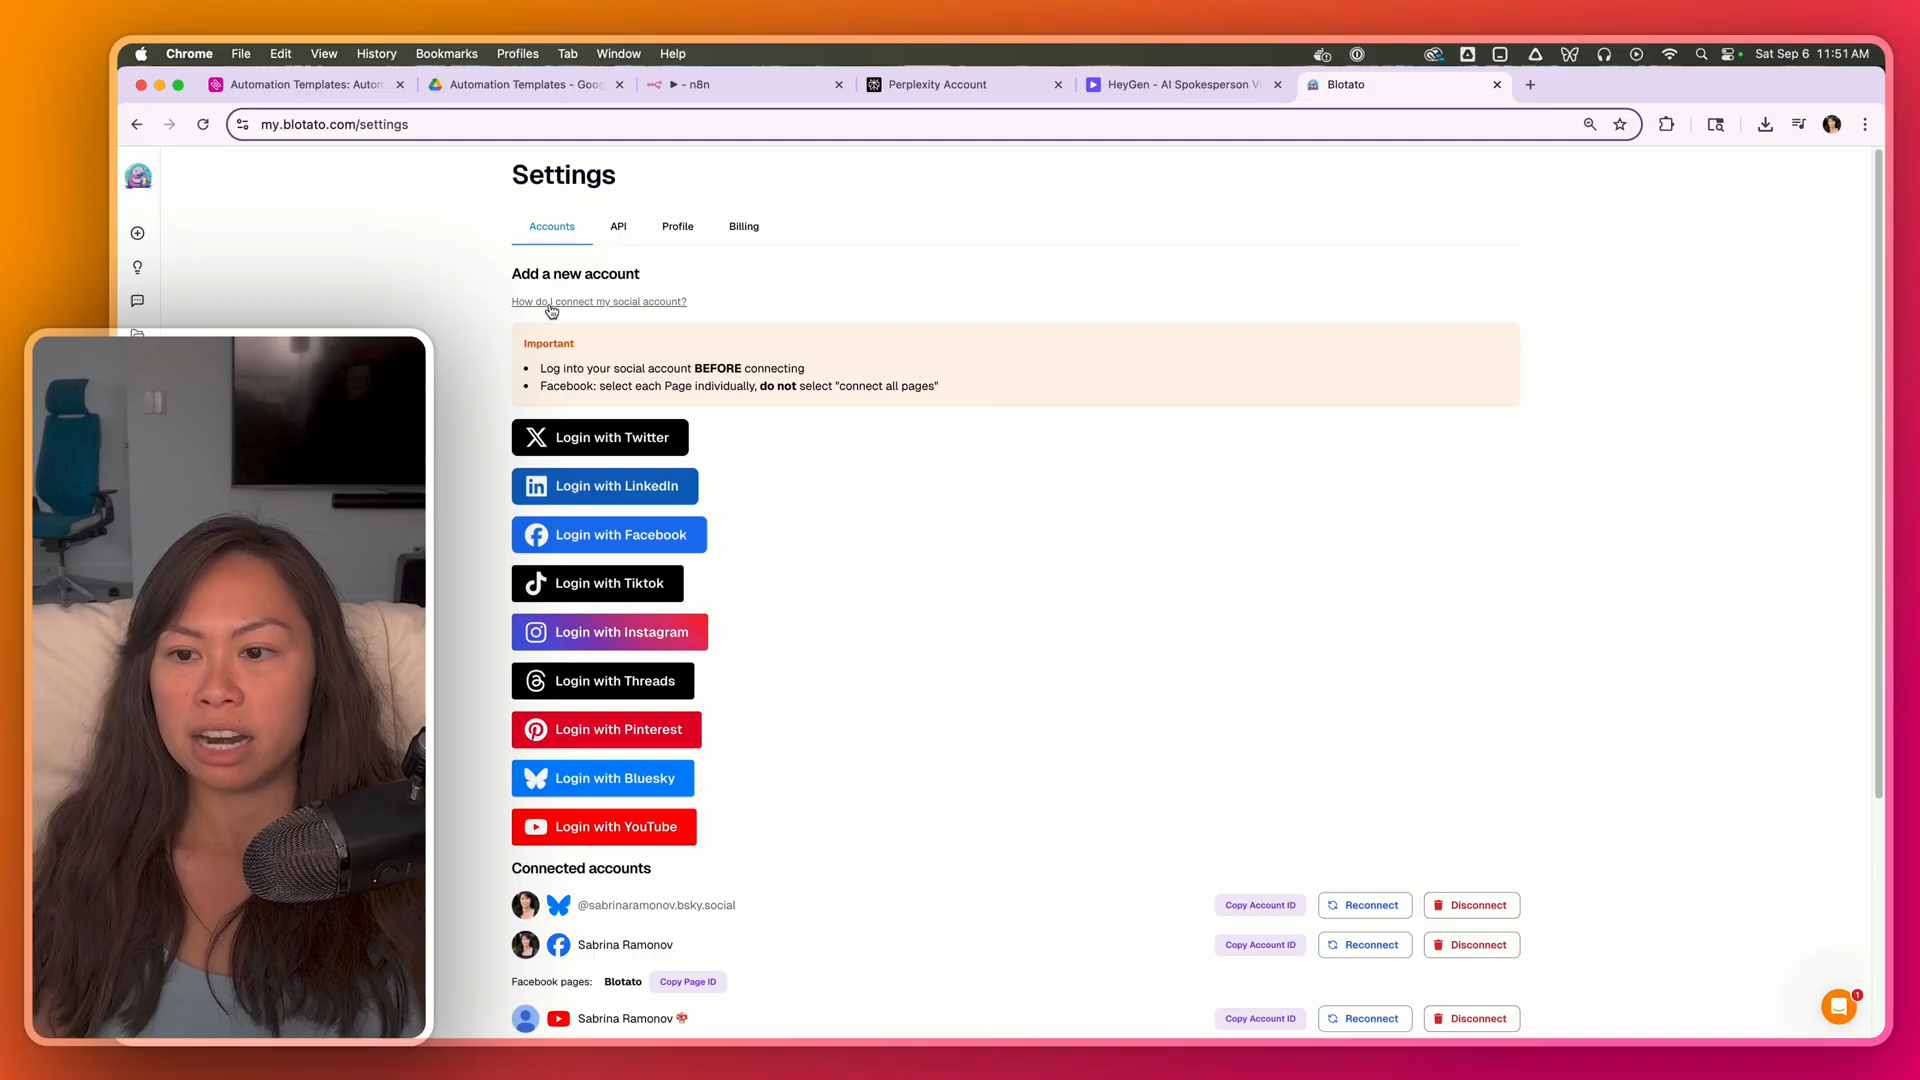 Chrome File Edit View History Bookmarks Profiles Tab Window Help Sat Sep 6 11:51 AM
Automation Templates: Autom Automation Templates - Goog ► - n8n Perplexity Account HeyGen - AI Spokesperson Vi Blotato
my.blotato.com/settings
Settings
Accounts API Profile Billing
Add a new account
How do I connect my social account?
Important
• Log into your social account BEFORE connecting
• Facebook: select each Page individually, do not select "connect all pages"
Login with Twitter
Login with LinkedIn
Login with Facebook
Login with Tiktok
Login with Instagram
Login with Threads
Login with Pinterest
Login with Bluesky
Login with YouTube
Connected accounts
@sabrinaramonov.bsky.social Copy Account ID Reconnect Disconnect
Sabrina Ramonov Copy Account ID Reconnect Disconnect
Facebook pages: Blotato Copy Page ID
Sabrina Ramonov Copy Account ID Reconnect Disconnect
1